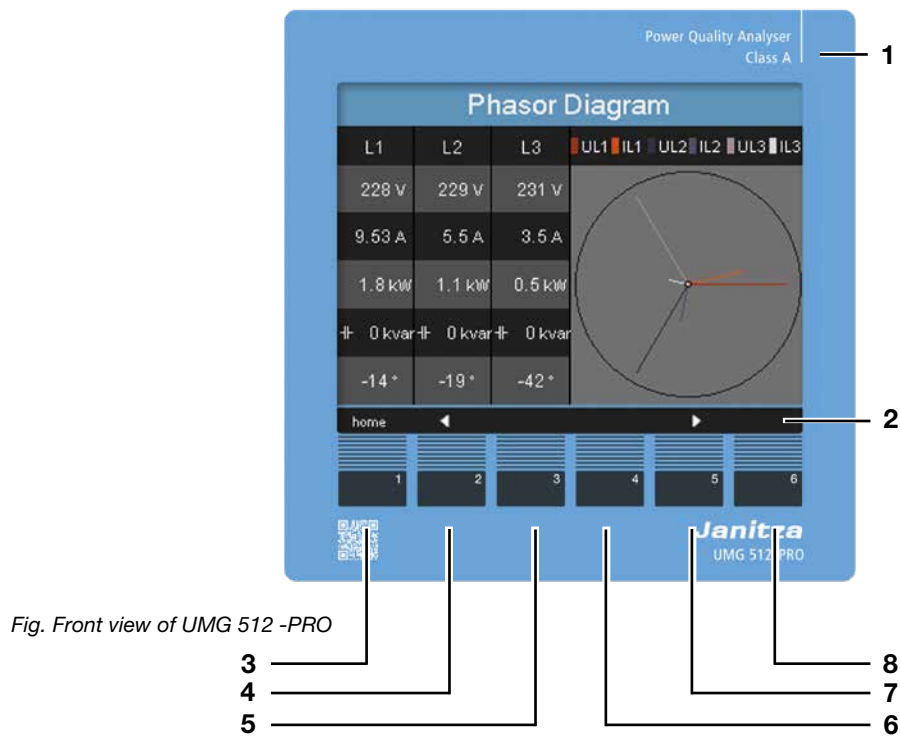 Power Quality Analyser
Class A
1
Phasor Diagram
L1 L2 L3 UL1 IL1 UL2 IL2 UL3 IL3
228 V 229 V 231 V
9.53 A 5.5 A 3.5 A
1.8 kW 1.1 kW 0.5 kW
0 kvar 0 kvar 0 kvar
-14 ° -19 ° -42 °
home
2
1 2 3 4 5 6
Janitza
UMG 512 PRO
Fig. Front view of UMG 512 -PRO
3 8
4 7
5 6